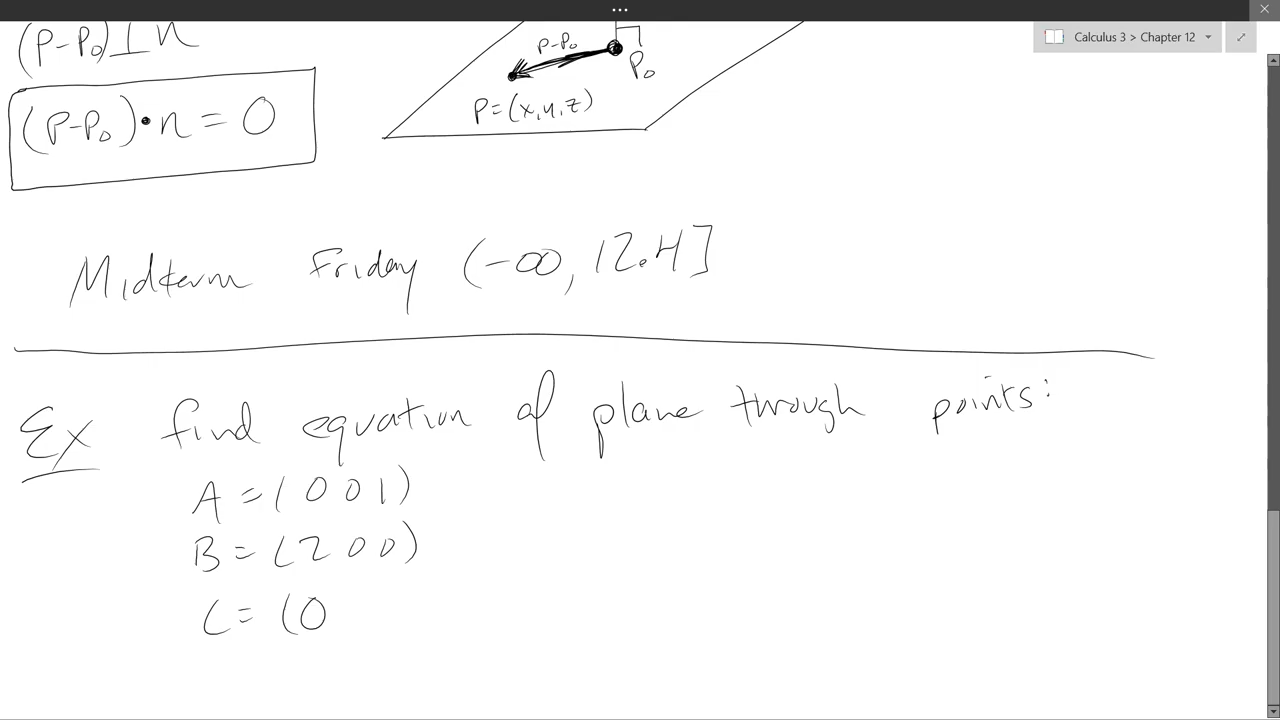 Calculus 3 > Chapter 12
(P-P₀)⊥n
P-P₀
P₀
P=(x,y,z)
(P-P₀)•n=0
Midterm Friday (-∞, 12.4]
Ex find equation of plane through points:
A=(0 0 1)
B=(2 0 0)
C=(0